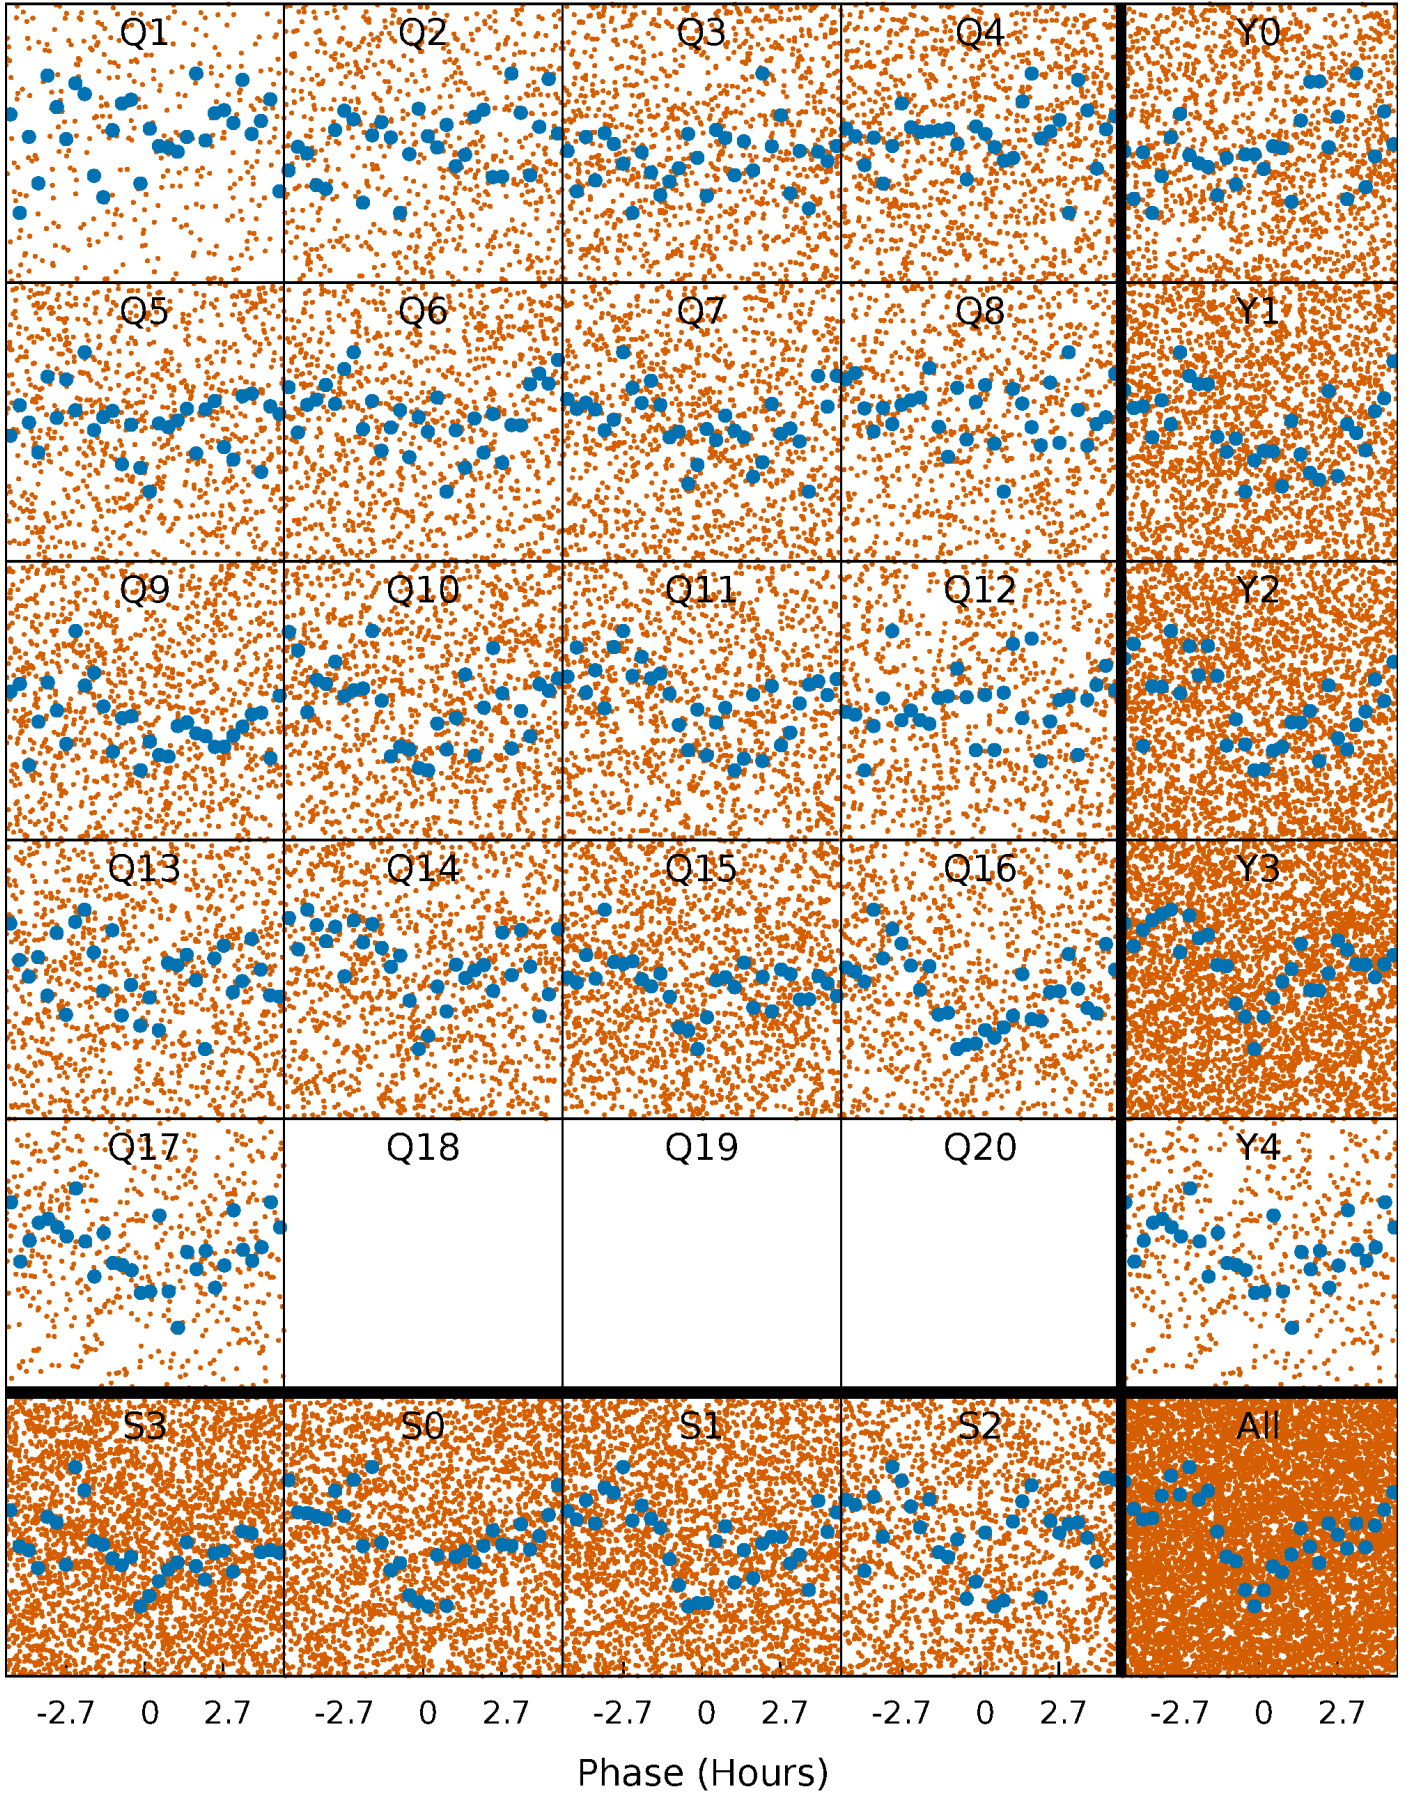 Q1 Q2 Q3 Q4 Y0
Q5 Q6 Q7 Q8 Y1
Q9 Q10 Q11 Q12 Y2
Q13 Q14 Q15 Q16 Y3
Q17 Q18 Q19 Q20 Y4
S3 S0 S1 S2 All
-2.7 0 2.7 -2.7 0 2.7 -2.7 0 2.7 -2.7 0 2.7 -2.7 0 2.7
Phase (Hours)